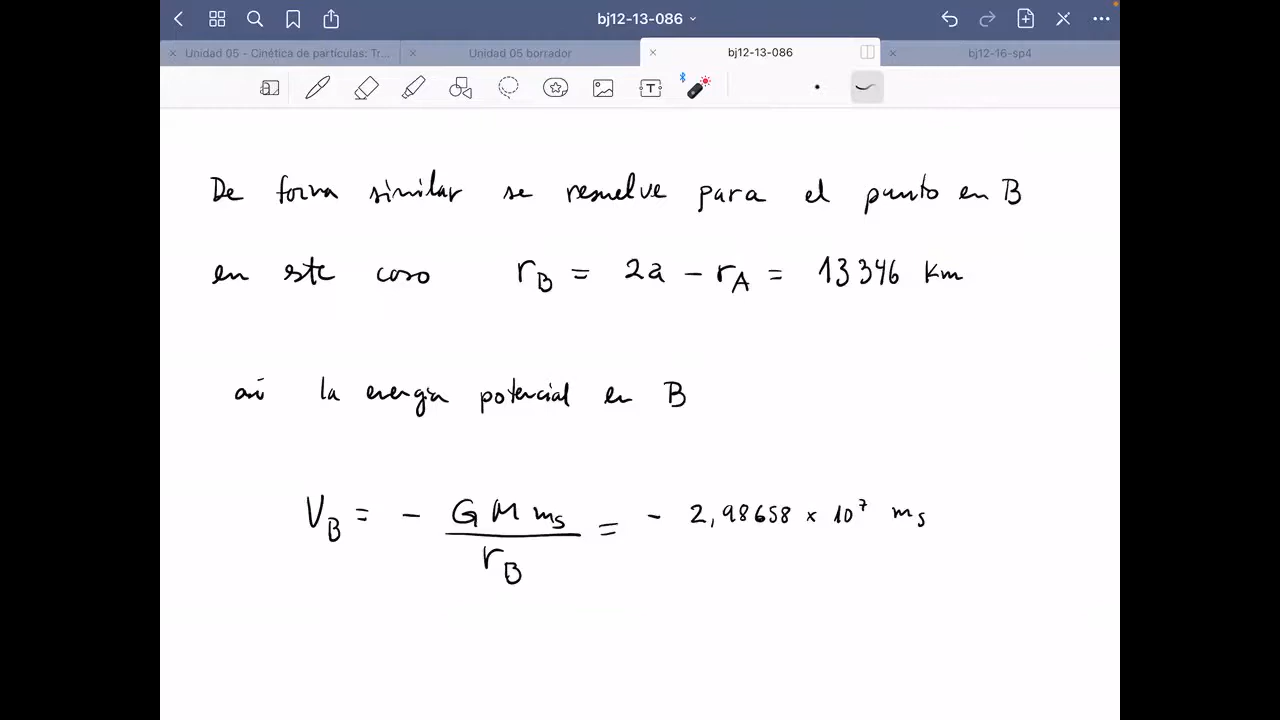 bj12-13-086
Unidad 05 - Cinética de partículas: Tr...
Unidad 05 borrador
bj12-13-086
bj12-16-sp4
T
De forma similar se resuelve para el punto en B
en este caso r_B = 2a - r_A = 13346 Km
así la energía potencial en B
V_B = - G M m_s / r_B = - 2,98658 × 10^7 m_s